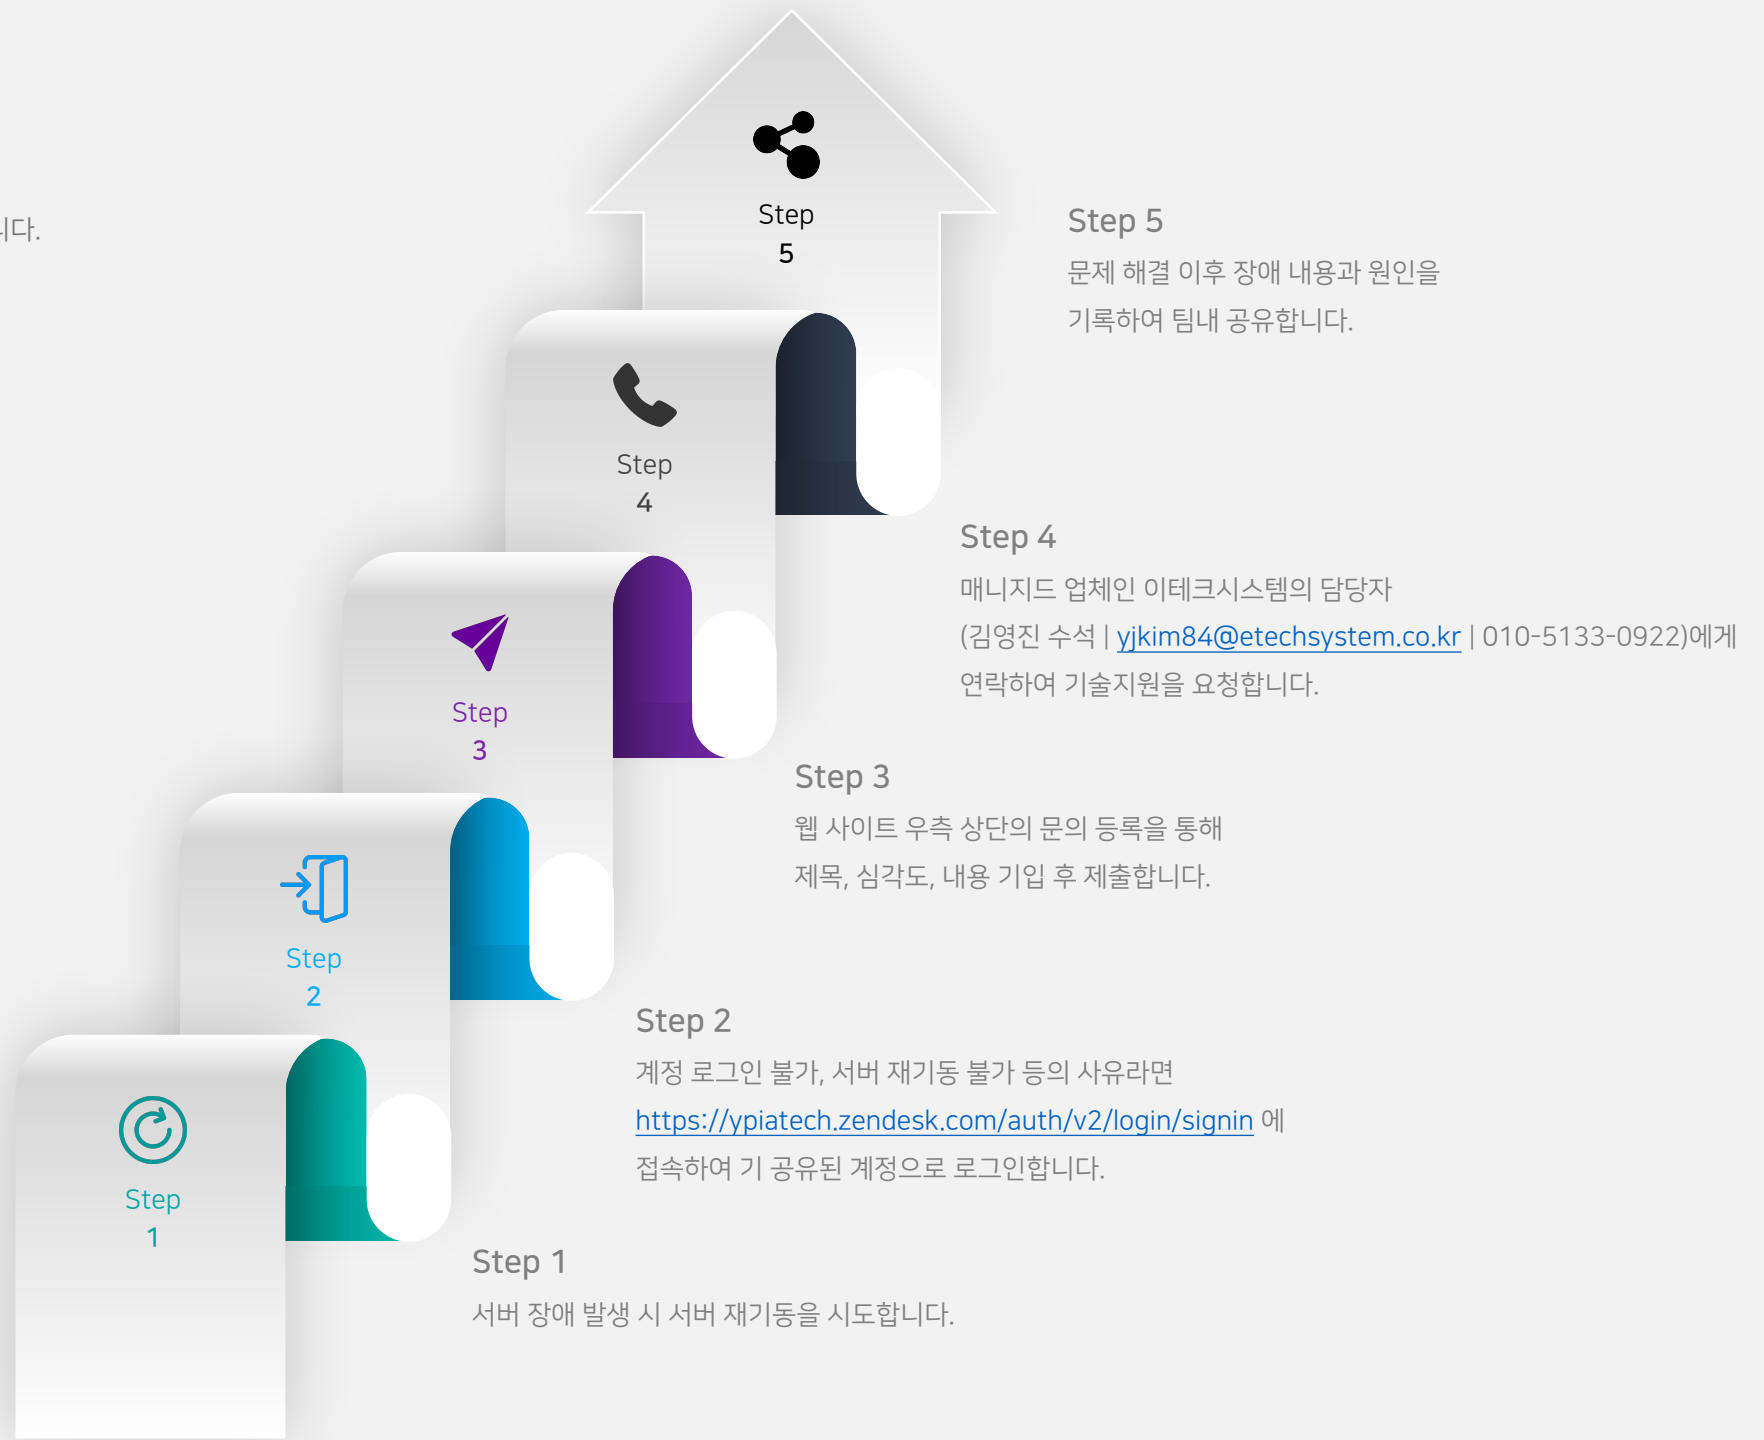 니다.
Step
5
Step 5
문제 해결 이후 장애 내용과 원인을
기록하여 팀내 공유합니다.
Step
4
Step 4
매니지드 업체인 이테크시스템의 담당자
(김영진 수석 | yjkim84@etechsystem.co.kr | 010-5133-0922)에게
연락하여 기술지원을 요청합니다.
Step
3
Step 3
웹 사이트 우측 상단의 문의 등록을 통해
제목, 심각도, 내용 기입 후 제출합니다.
Step
2
Step 2
계정 로그인 불가, 서버 재기동 불가 등의 사유라면
https://ypiatech.zendesk.com/auth/v2/login/signin 에
접속하여 기 공유된 계정으로 로그인합니다.
Step
1
Step 1
서버 장애 발생 시 서버 재기동을 시도합니다.